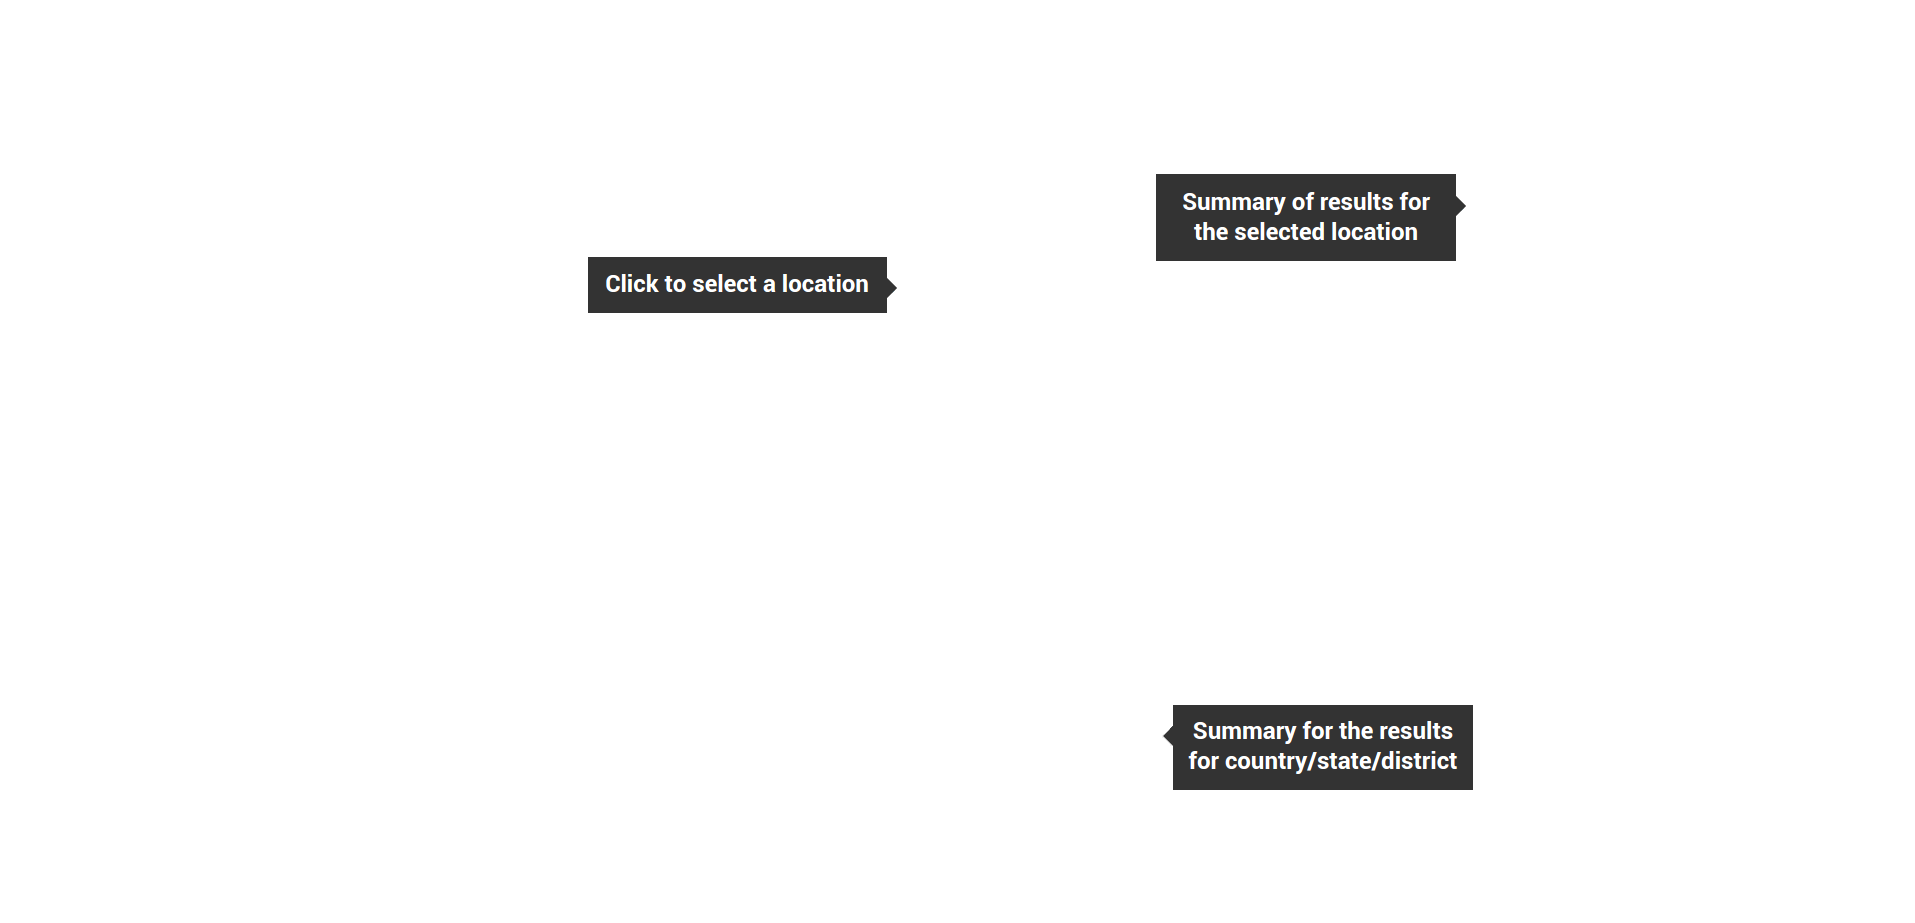 Summary of results for
the selected location
Click to select a location
Summary for the results
for country/state/district